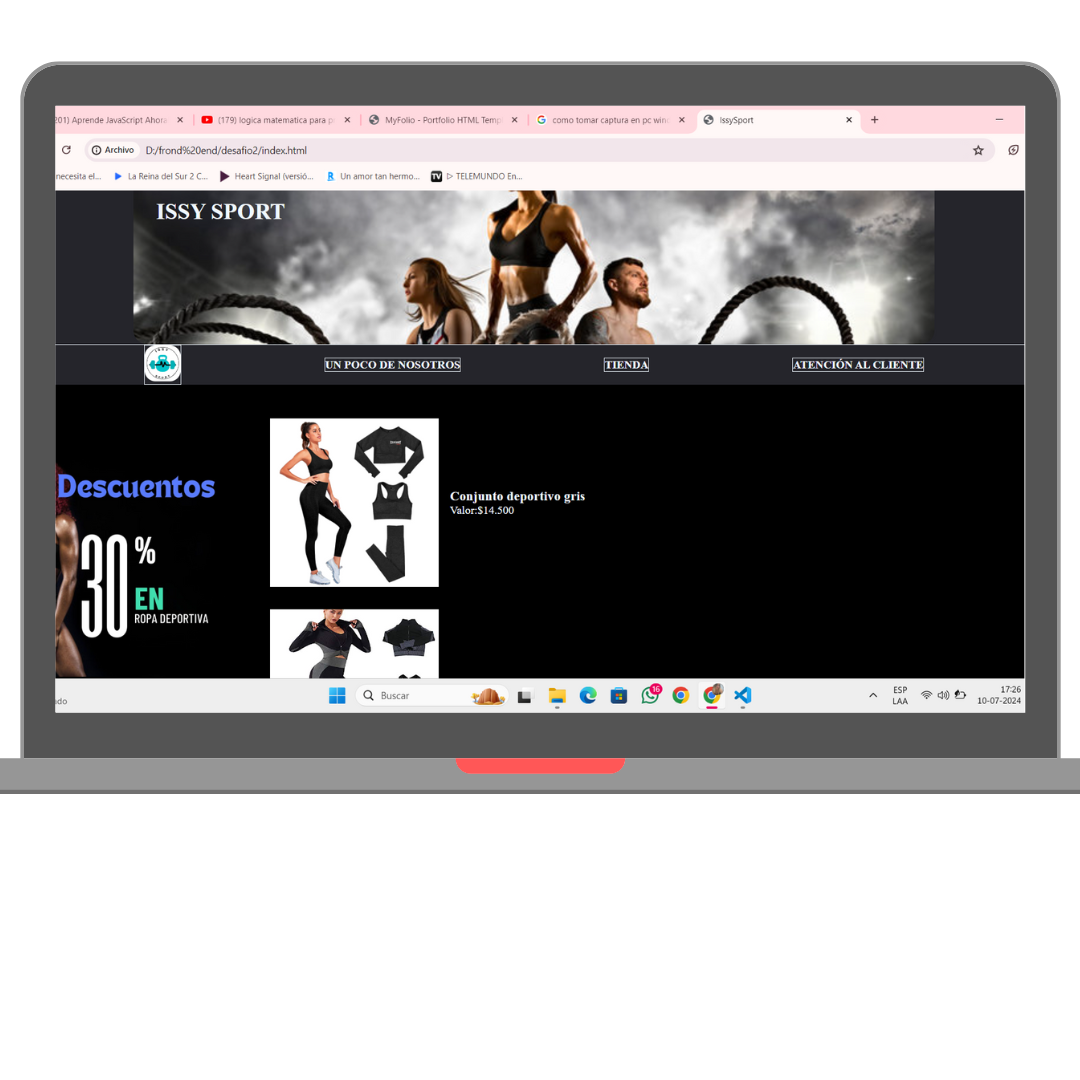 201) Aprende JavaScript Ahora
(179) logica matematica para p
MyFolio - Portfolio HTML Temp
como tomar captura en pc wind
IssySport
Archivo
D:/frond%20end/desafio2/index.html
necesita el...
La Reina del Sur 2 C...
Heart Signal (versió...
Un amor tan hermo...
TV
▷ TELEMUNDO En...
ISSY SPORT
UN POCO DE NOSOTROS
TIENDA
ATENCIÓN AL CLIENTE
Descuentos
30 %
EN
ROPA DEPORTIVA
Conjunto deportivo gris
Valor:$14.500
Buscar
16
ESP
LAA
17:26
10-07-2024